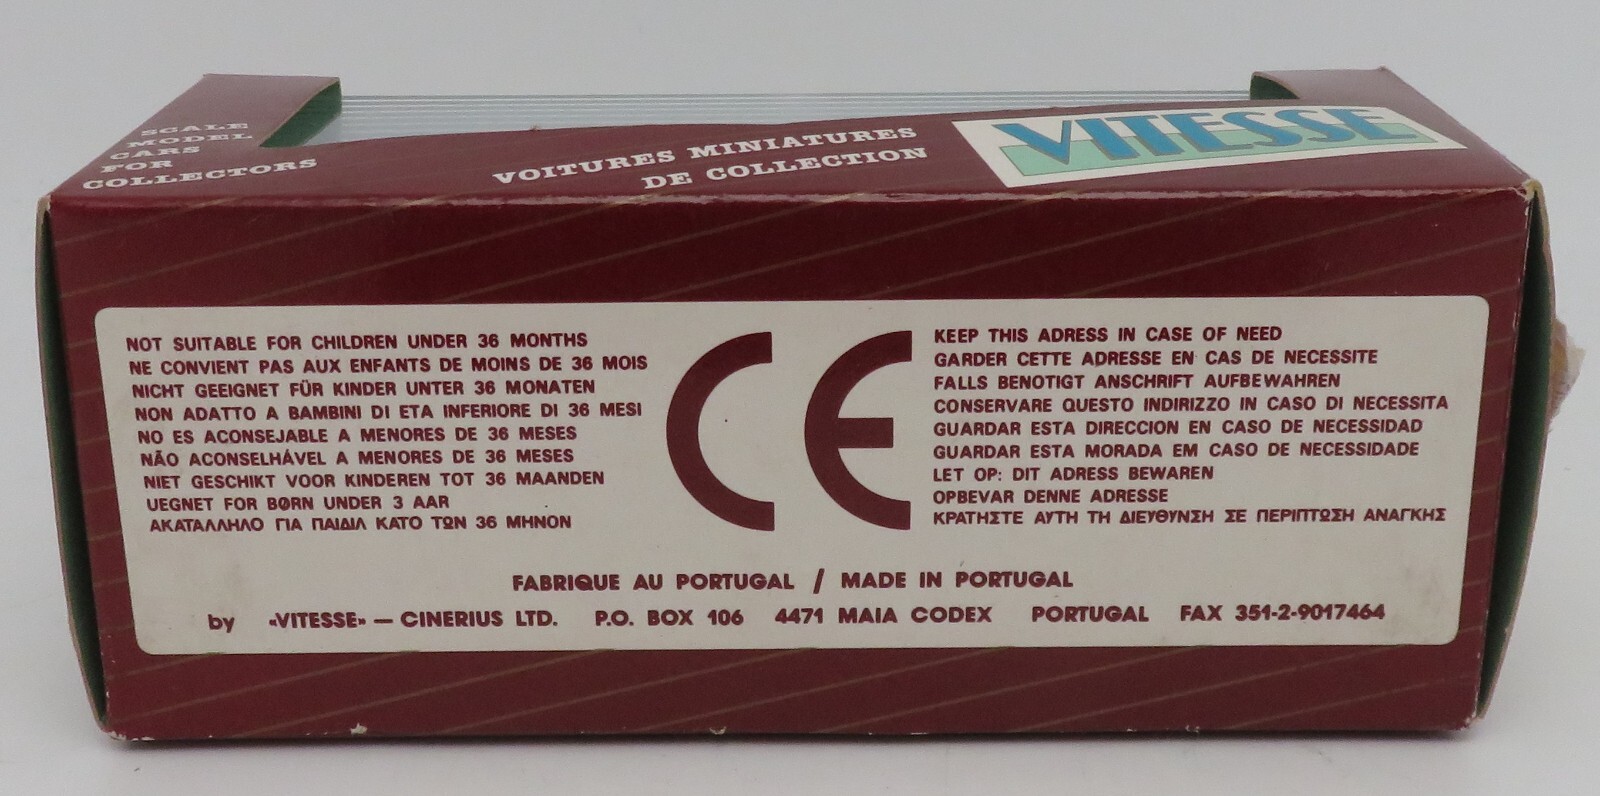 SCALE
MODEL
CARS
FOR
COLLECTORS
VOITURES MINIATURES
DE COLLECTION
VITESSE
NOT SUITABLE FOR CHILDREN UNDER 36 MONTHS
NE CONVIENT PAS AUX ENFANTS DE MOINS DE 36 MOIS
NICHT GEEIGNET FÜR KINDER UNTER 36 MONATEN
NON ADATTO A BAMBINI DI ETA INFERIORE DI 36 MESI
NO ES ACONSEJABLE A MENORES DE 36 MESES
NÃO ACONSELHÁVEL A MENORES DE 36 MESES
NIET GESCHIKT VOOR KINDEREN TOT 36 MAANDEN
UEGNET FOR BØRN UNDER 3 AAR
ΑΚΑΤΑΛΛΗΛΟ ΓΙΑ ΠΑΙΔΙΛ ΚΑΤΟ ΤΩΝ 36 ΜΗΝΟΝ
CE
KEEP THIS ADRESS IN CASE OF NEED
GARDER CETTE ADRESSE EN CAS DE NECESSITE
FALLS BENOTIGT ANSCHRIFT AUFBEWAHREN
CONSERVARE QUESTO INDIRIZZO IN CASO DI NECESSITA
GUARDAR ESTA DIRECCION EN CASO DE NECESSIDAD
GUARDAR ESTA MORADA EM CASO DE NECESSIDADE
LET OP: DIT ADRESS BEWAREN
OPBEVAR DENNE ADRESSE
ΚΡΑΤΗΣΤΕ ΑΥΤΗ ΤΗ ΔΙΕΥΘΥΝΣΗ ΣΕ ΠΕΡΙΠΤΩΣΗ ΑΝΑΓΚΗΣ
FABRIQUE AU PORTUGAL / MADE IN PORTUGAL
by «VITESSE» — CINERIUS LTD. P.O. BOX 106 4471 MAIA CODEX PORTUGAL FAX 351-2-9017464